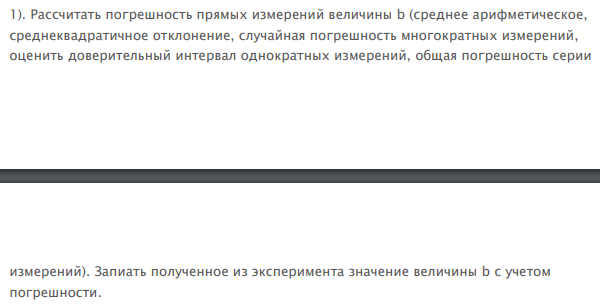 1). Рассчитать погрешность прямых измерений величины b (среднее арифметическое,
среднеквадратичное отклонение, случайная погрешность многократных измерений,
оценить доверительный интервал однократных измерений, общая погрешность серии
измерений). Запиать полученное из эксперимента значение величины b с учетом
погрешности.